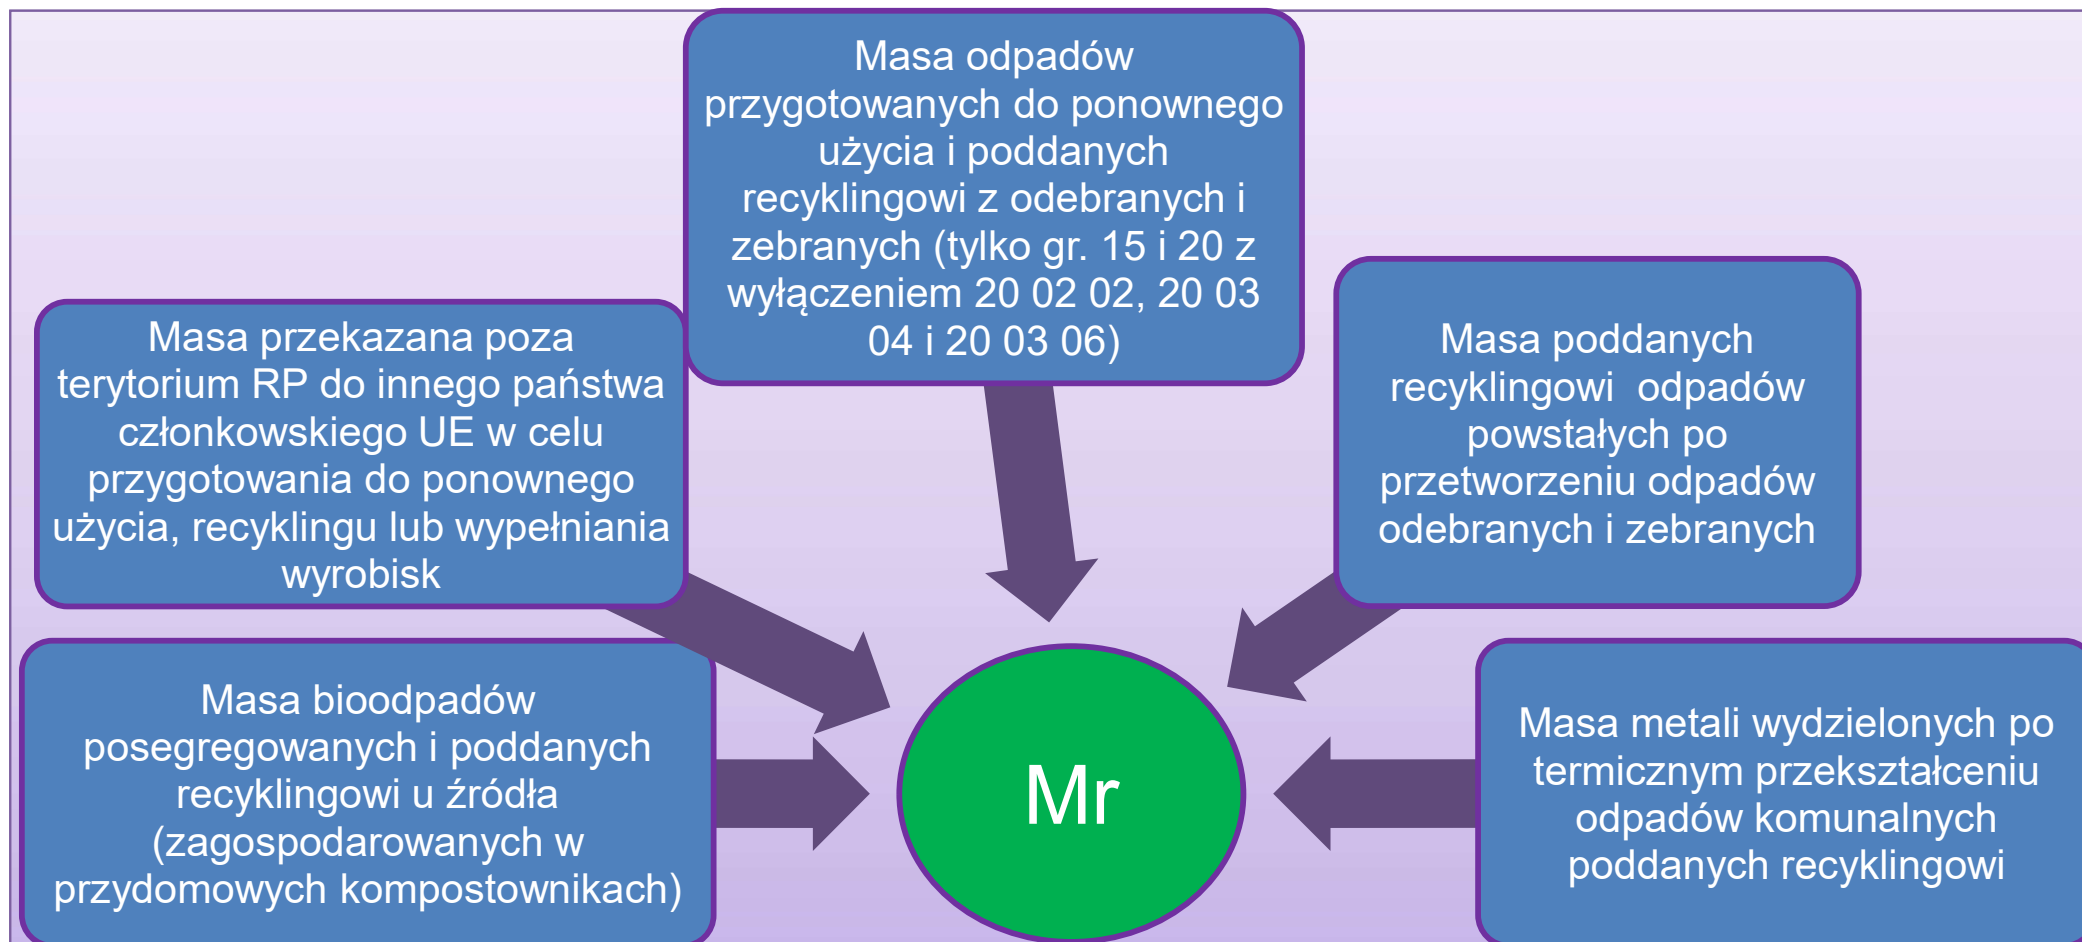 Masa odpadów
przygotowanych do ponownego
użycia i poddanych
recyklingowi z odebranych i
zebranych (tylko gr. 15 i 20 z
wyłączeniem 20 02 02, 20 03
04 i 20 03 06)
Masa przekazana poza
terytorium RP do innego państwa
członkowskiego UE w celu
przygotowania do ponownego
użycia, recyklingu lub wypełniania
wyrobisk
Masa poddanych
recyklingowi  odpadów
powstałych po
przetworzeniu odpadów
odebranych i zebranych
Masa bioodpadów
posegregowanych i poddanych
recyklingowi u źródła
(zagospodarowanych w
przydomowych kompostownikach)
Mr
Masa metali wydzielonych po
termicznym przekształceniu
odpadów komunalnych
poddanych recyklingowi